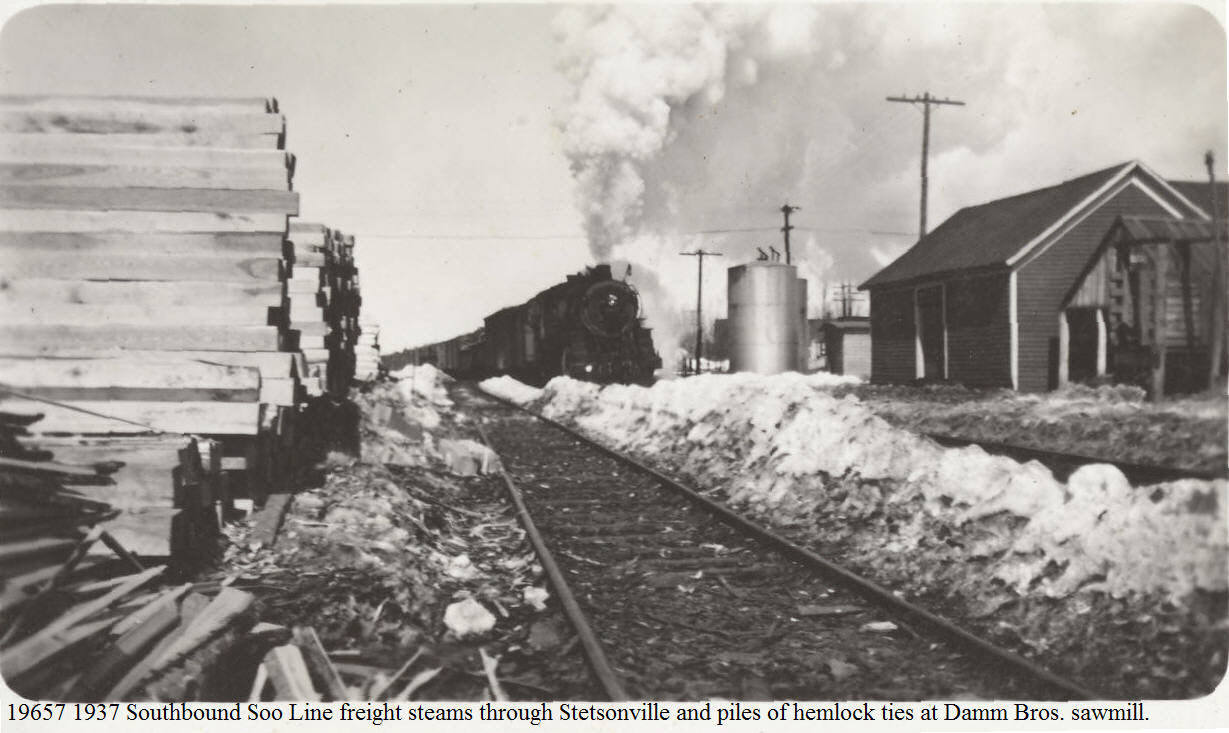 19657 1937 Southbound Soo Line freight steams through Stetsonville and piles of hemlock ties at Damm Bros. sawmill.